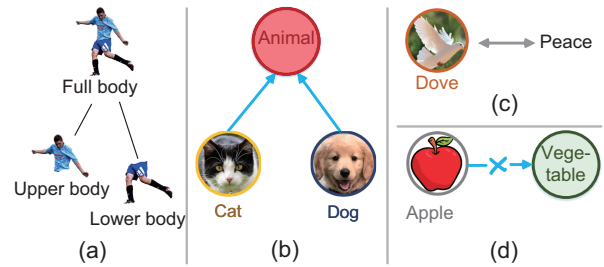 Full body
Upper body
Lower body
(a)
Animal
Cat
Dog
(b)
Dove
Peace
(c)
Apple
Vege-
table
(d)